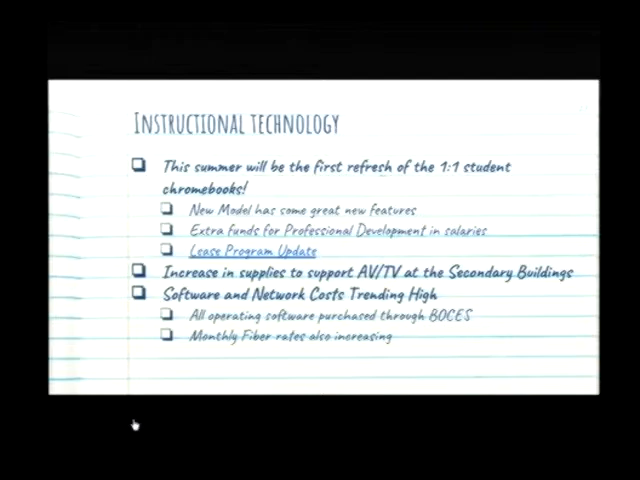 INSTRUCTIONAL TECHNOLOGY
This summer will be the first refresh of the 1:1 student
chromebooks!
New Model has some great new features
Extra funds for Professional Development in salaries
Lease Program Update
Increase in supplies to support AV/TV at the Secondary Buildings
Software and Network Costs Trending High
All operating software purchased through BOCES
Monthly Fiber rates also increasing